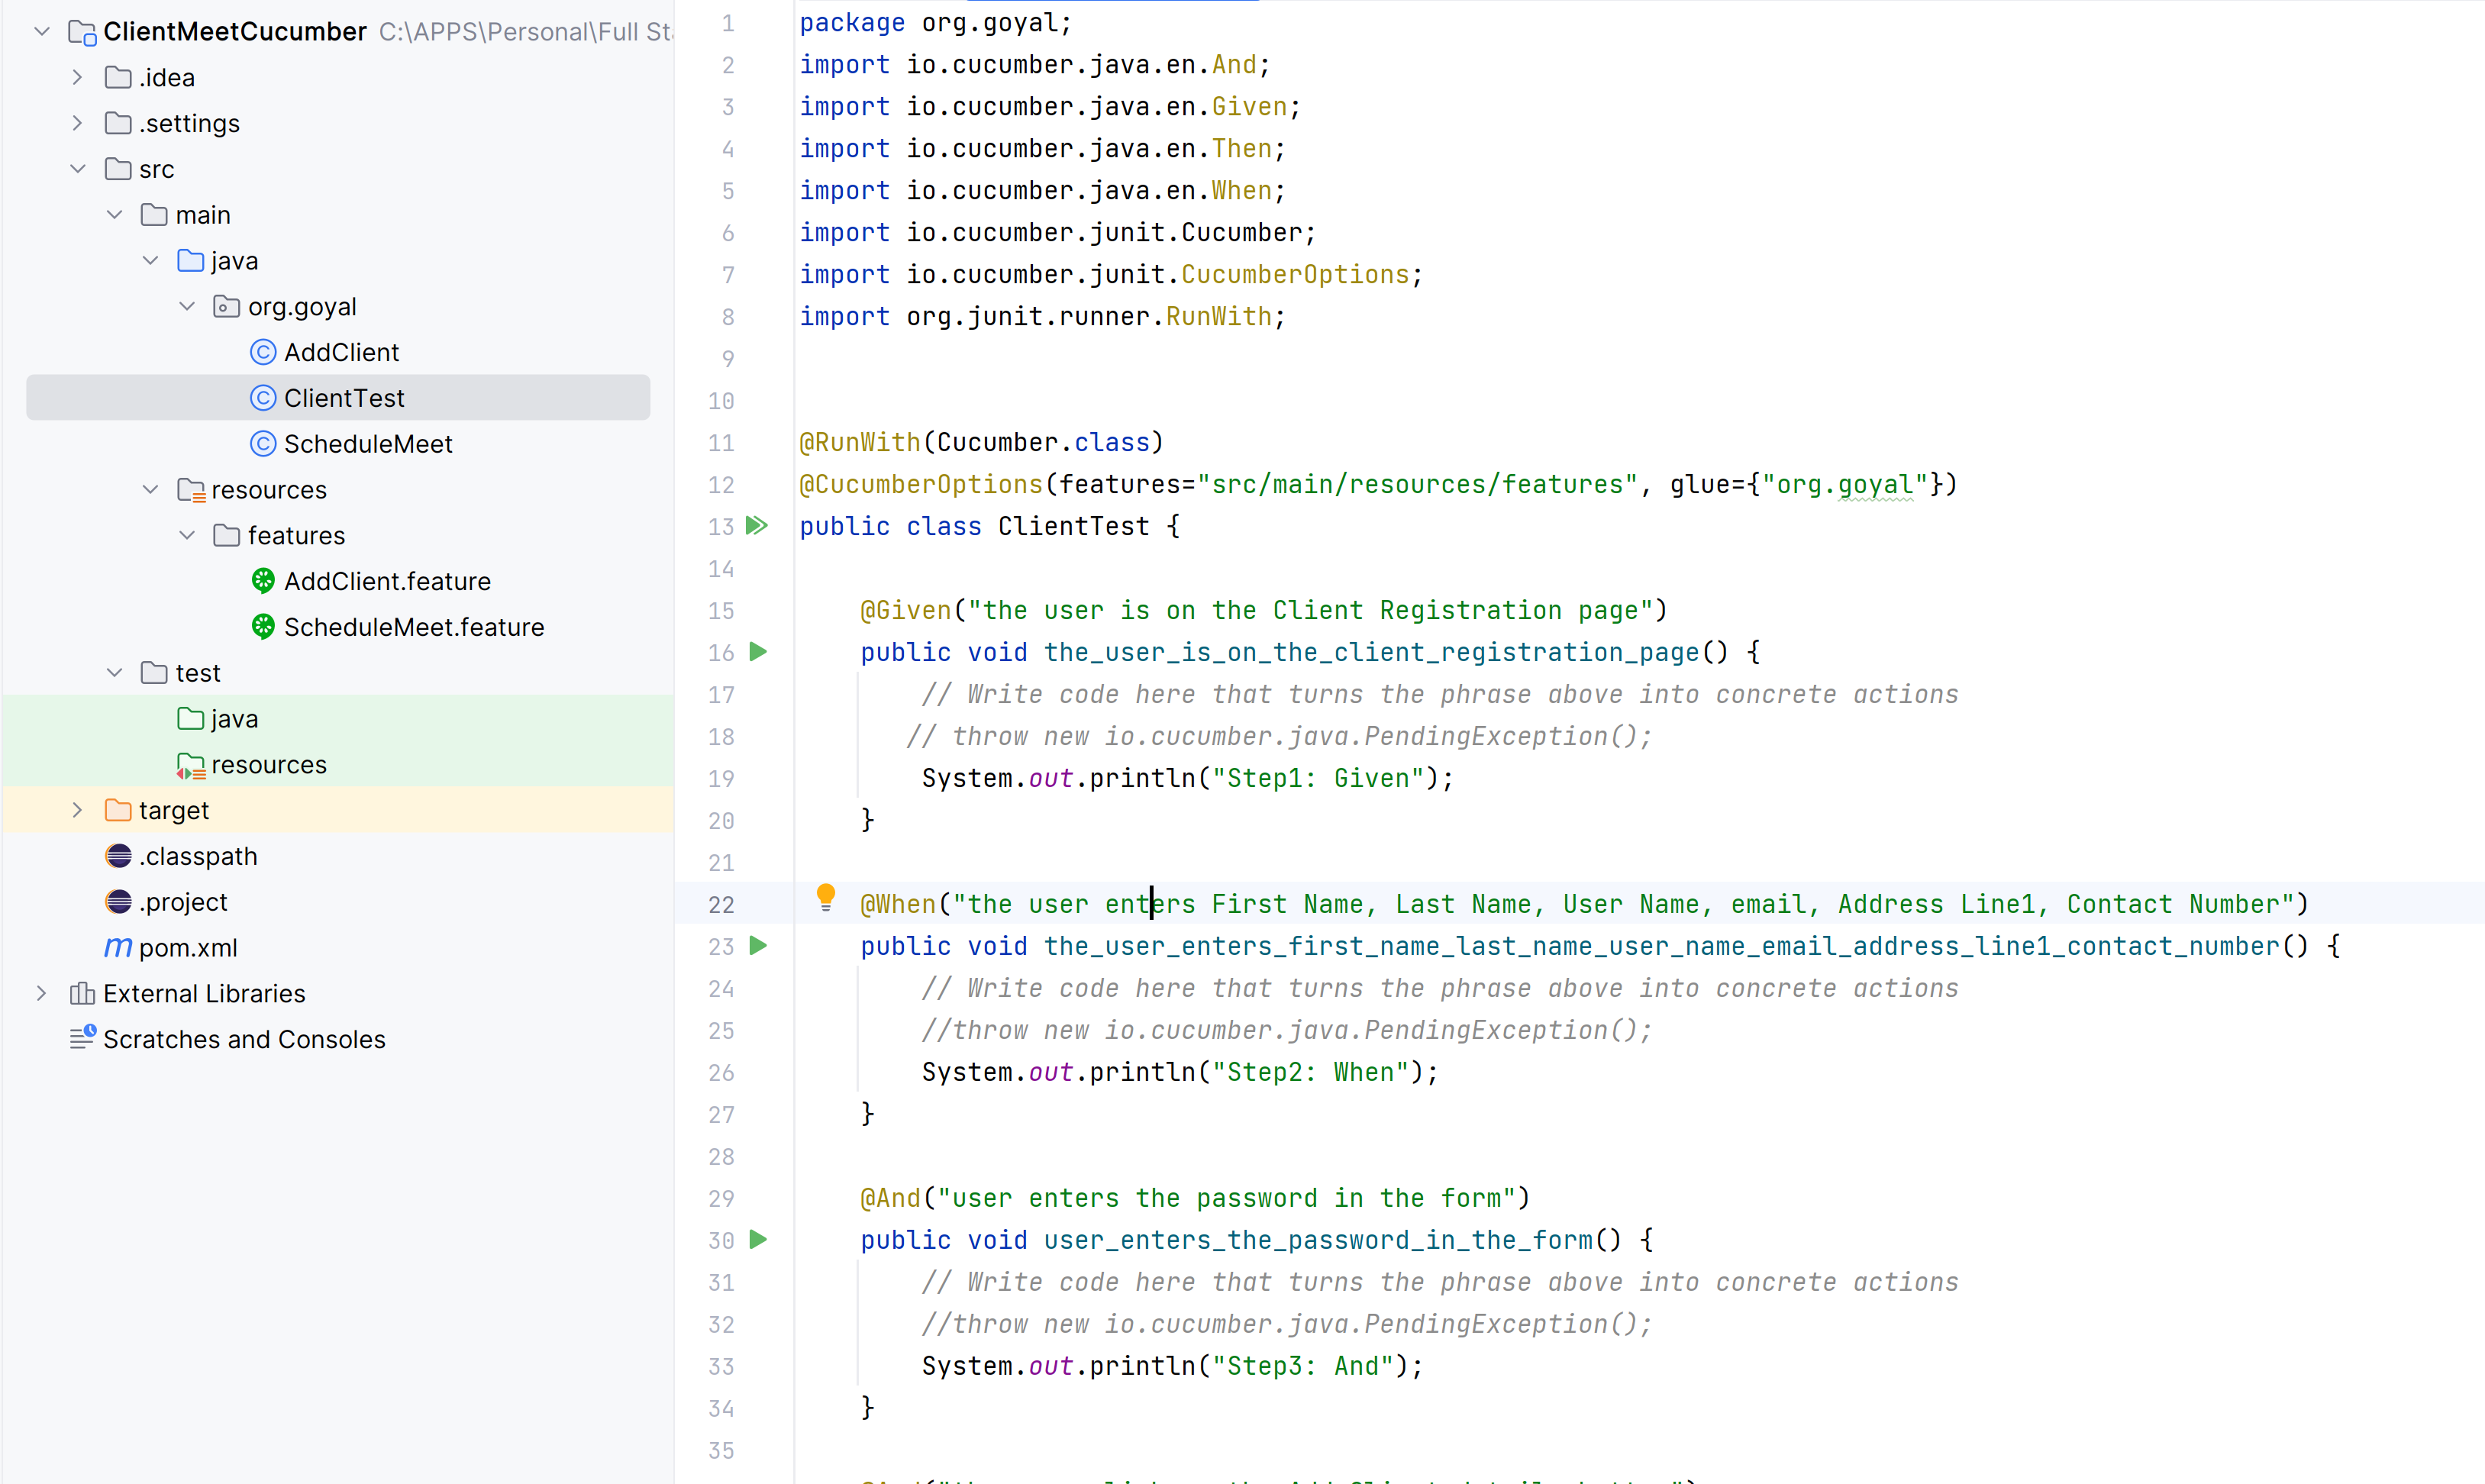 ClientMeetCucumber C:\APPS\Personal\Full St
.idea
.settings
src
main
java
org.goyal
AddClient
ClientTest
ScheduleMeet
resources
features
AddClient.feature
ScheduleMeet.feature
test
java
resources
target
.classpath
.project
pom.xml
External Libraries
Scratches and Consoles
1 package org.goyal;
2 import io.cucumber.java.en.And;
3 import io.cucumber.java.en.Given;
4 import io.cucumber.java.en.Then;
5 import io.cucumber.java.en.When;
6 import io.cucumber.junit.Cucumber;
7 import io.cucumber.junit.CucumberOptions;
8 import org.junit.runner.RunWith;
9
10
11 @RunWith(Cucumber.class)
12 @CucumberOptions(features="src/main/resources/features", glue={"org.goyal"})
13 public class ClientTest {
14
15 @Given("the user is on the Client Registration page")
16 public void the_user_is_on_the_client_registration_page() {
17 // Write code here that turns the phrase above into concrete actions
18 // throw new io.cucumber.java.PendingException();
19 System.out.println("Step1: Given");
20 }
21
22 @When("the user enters First Name, Last Name, User Name, email, Address Line1, Contact Number")
23 public void the_user_enters_first_name_last_name_user_name_email_address_line1_contact_number() {
24 // Write code here that turns the phrase above into concrete actions
25 //throw new io.cucumber.java.PendingException();
26 System.out.println("Step2: When");
27 }
28
29 @And("user enters the password in the form")
30 public void user_enters_the_password_in_the_form() {
31 // Write code here that turns the phrase above into concrete actions
32 //throw new io.cucumber.java.PendingException();
33 System.out.println("Step3: And");
34 }
35